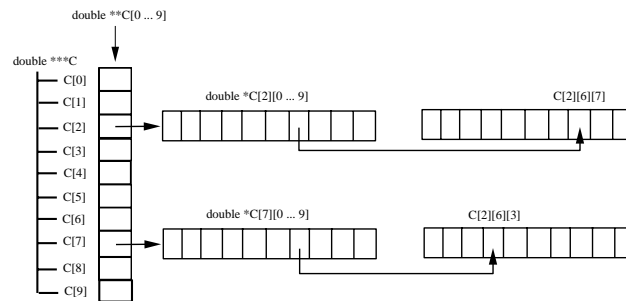 double **C[0 ... 9]
double ***C
C[0]
C[1]
C[2]
C[3]
C[4]
C[5]
C[6]
C[7]
C[8]
C[9]
double *C[2][0 ... 9]
C[2][6][7]
double *C[7][0 ... 9]
C[2][6][3]